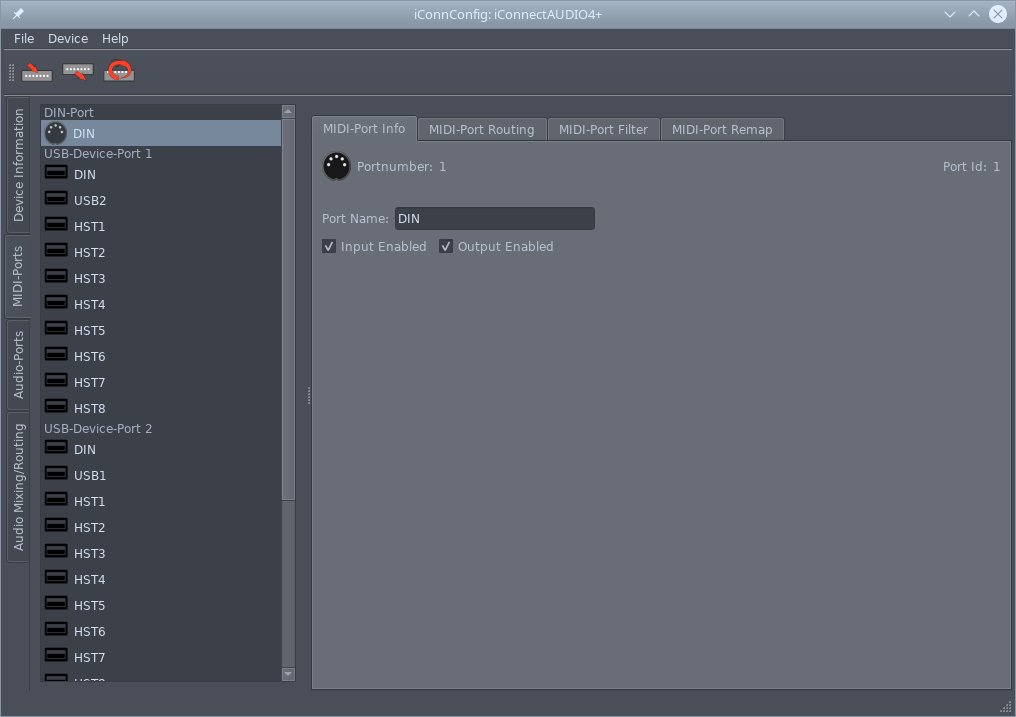 iConnConfig: iConnectAUDIO4+
File Device Help
Device Information
MIDI-Ports
Audio-Ports
Audio Mixing/Routing
DIN-Port
DIN
USB-Device-Port 1
DIN
USB2
HST1
HST2
HST3
HST4
HST5
HST6
HST7
HST8
USB-Device-Port 2
DIN
USB1
HST1
HST2
HST3
HST4
HST5
HST6
HST7
MIDI-Port Info MIDI-Port Routing MIDI-Port Filter MIDI-Port Remap
Portnumber: 1 Port Id: 1
Port Name: DIN
Input Enabled Output Enabled